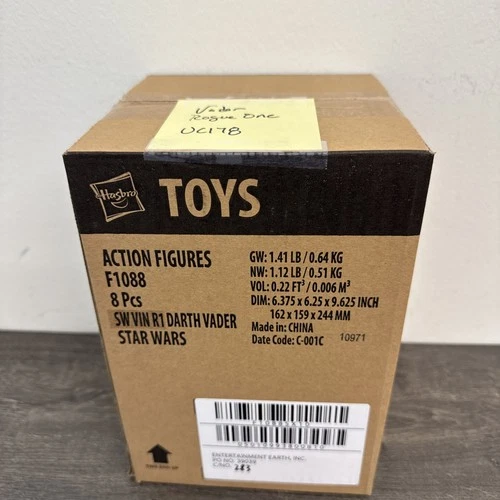 Vader
Rogue One
UC178
Hasbro
TOYS
ACTION FIGURES
F1088
8 Pcs
SW VIN R1 DARTH VADER
STAR WARS
GW: 1.41 LB / 0.64 KG
NW: 1.12 LB / 0.51 KG
VOL: 0.22 FT³ / 0.006 M³
DIM: 6.375 x 6.25 x 9.625 INCH
162 x 159 x 244 MM
Made in: CHINA
Date Code: C-001C
10971
ENTERTAINMENT EARTH, INC.
C/NO.